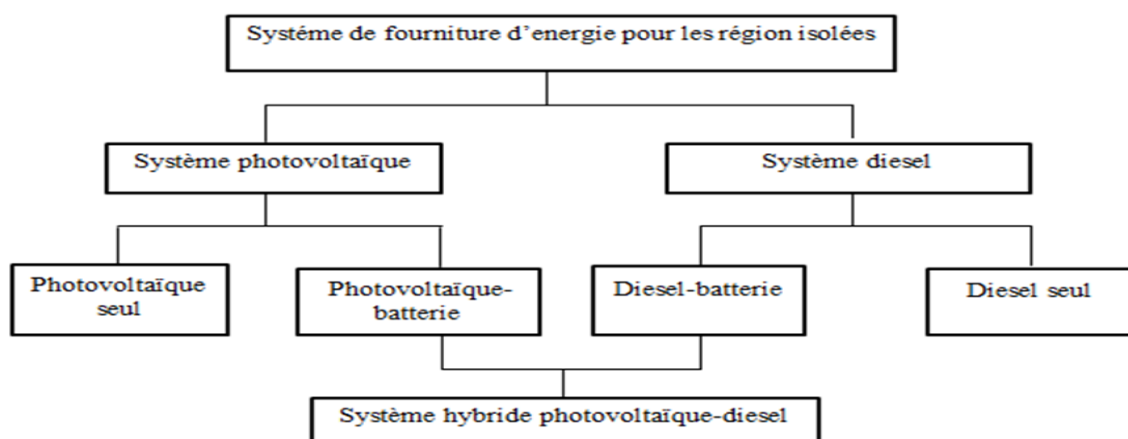 Systéme de fourniture d'energie pour les région isolées
Système photovoltaïque
Système diesel
Photovoltaïque
seul
Photovoltaïque-
batterie
Diesel-batterie
Diesel seul
Système hybride photovoltaïque-diesel